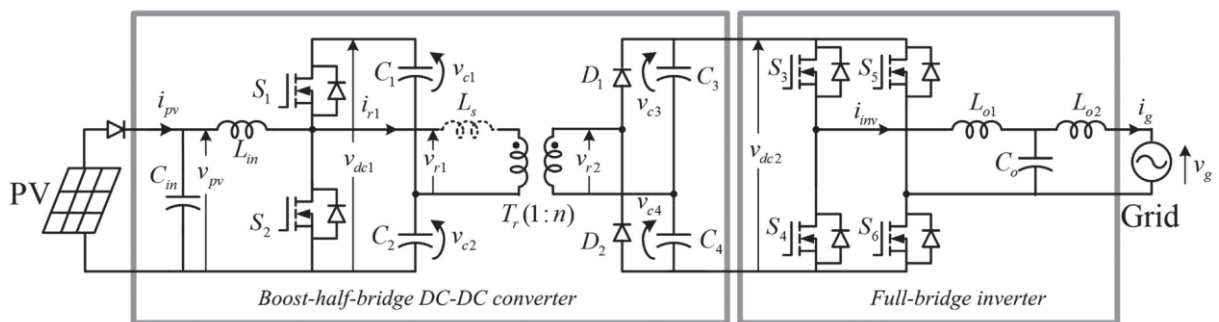 PV
i_pv
C_in
v_pv
L_in
S_1
S_2
v_dc1
i_r1
C_1
v_c1
C_2
v_c2
v_r1
L_s
T_r (1:n)
v_r2
D_1
v_c3
C_3
D_2
v_c4
C_4
v_dc2
S_3
S_5
S_4
S_6
i_inv
L_o1
C_o
L_o2
i_g
v_g
Grid
Boost-half-bridge DC-DC converter
Full-bridge inverter